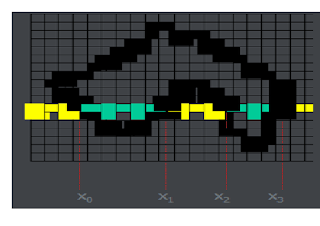 x₀ x₁ x₂ x₃